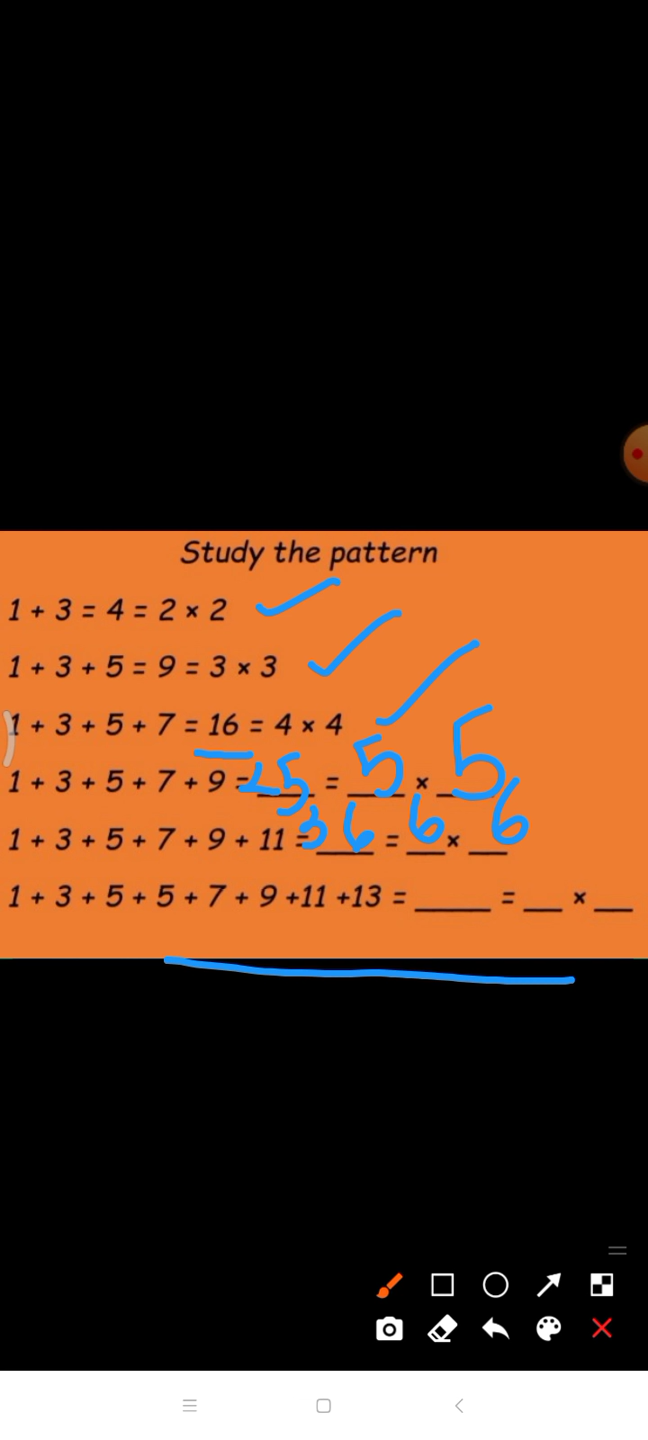 Study the pattern
1 + 3 = 4 = 2 × 2
1 + 3 + 5 = 9 = 3 × 3
1 + 3 + 5 + 7 = 16 = 4 × 4
1 + 3 + 5 + 7 + 9 = 25 = 5 × 5
1 + 3 + 5 + 7 + 9 + 11 = 36 = 6 × 6
1 + 3 + 5 + 5 + 7 + 9 +11 +13 = _____ = __ × __